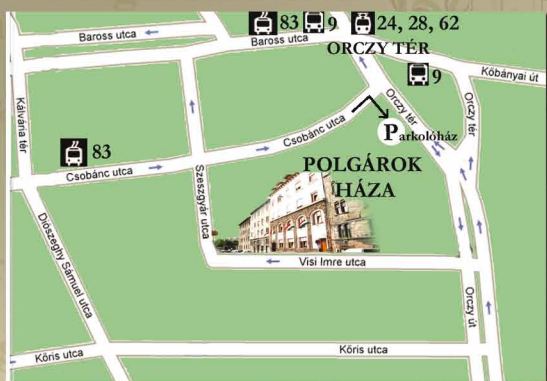 83 9 24, 28, 62
Baross utca
Baross utca
ORCZY TÉR
9
Kőbányai út
Kálvária tér
Orczy tér
Orczy tér
Parkolóház
Csobánc utca
83
Csobánc utca
POLGÁROK
HÁZA
Szeszgyár utca
Diószeghy Sámuel utca
Visi Imre utca
Orczy út
Kőris utca
Kőris utca